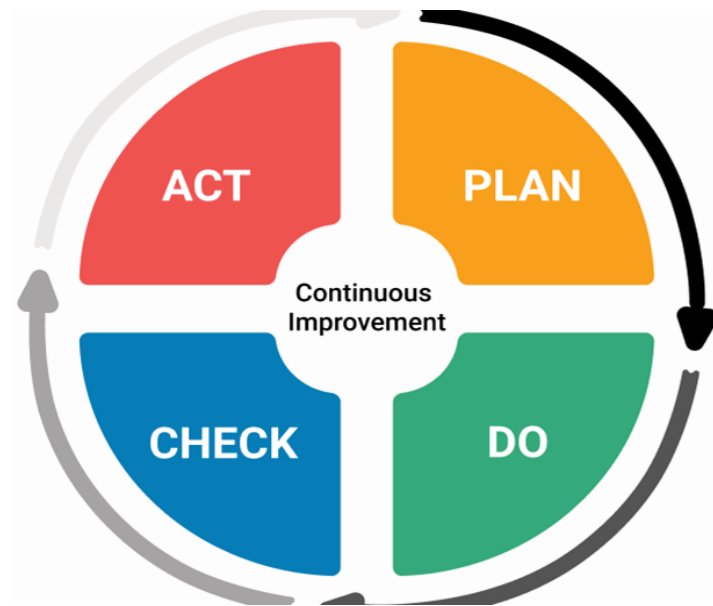 ACT
PLAN
Continuous
Improvement
CHECK
DO